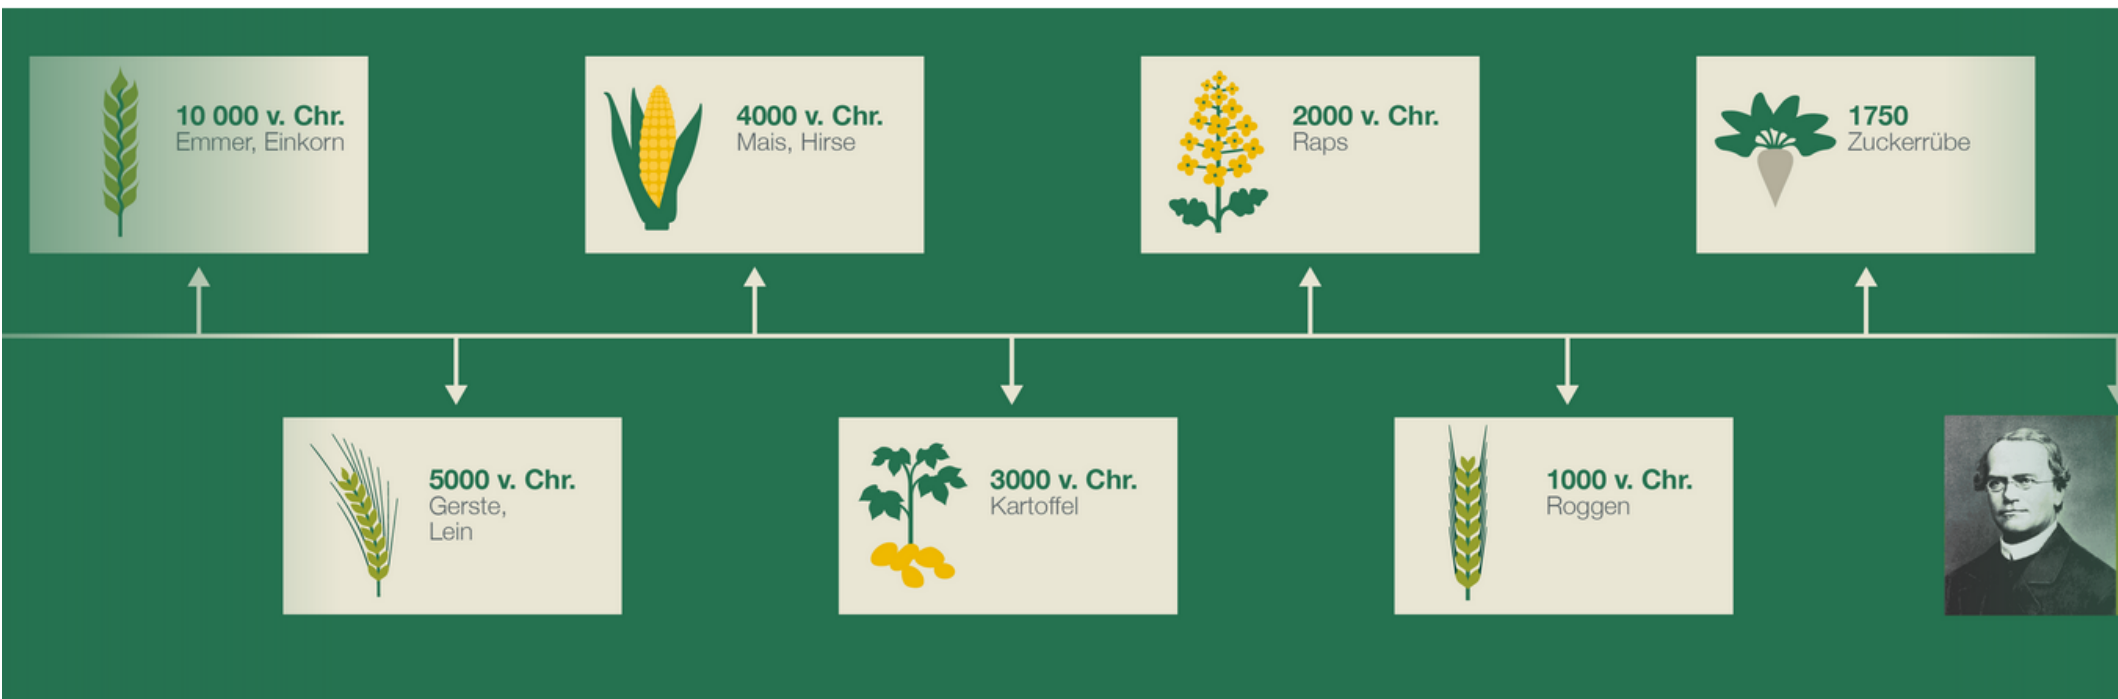 10 000 v. Chr.
Emmer, Einkorn
5000 v. Chr.
Gerste,
Lein
4000 v. Chr.
Mais, Hirse
3000 v. Chr.
Kartoffel
2000 v. Chr.
Raps
1000 v. Chr.
Roggen
1750
Zuckerrübe